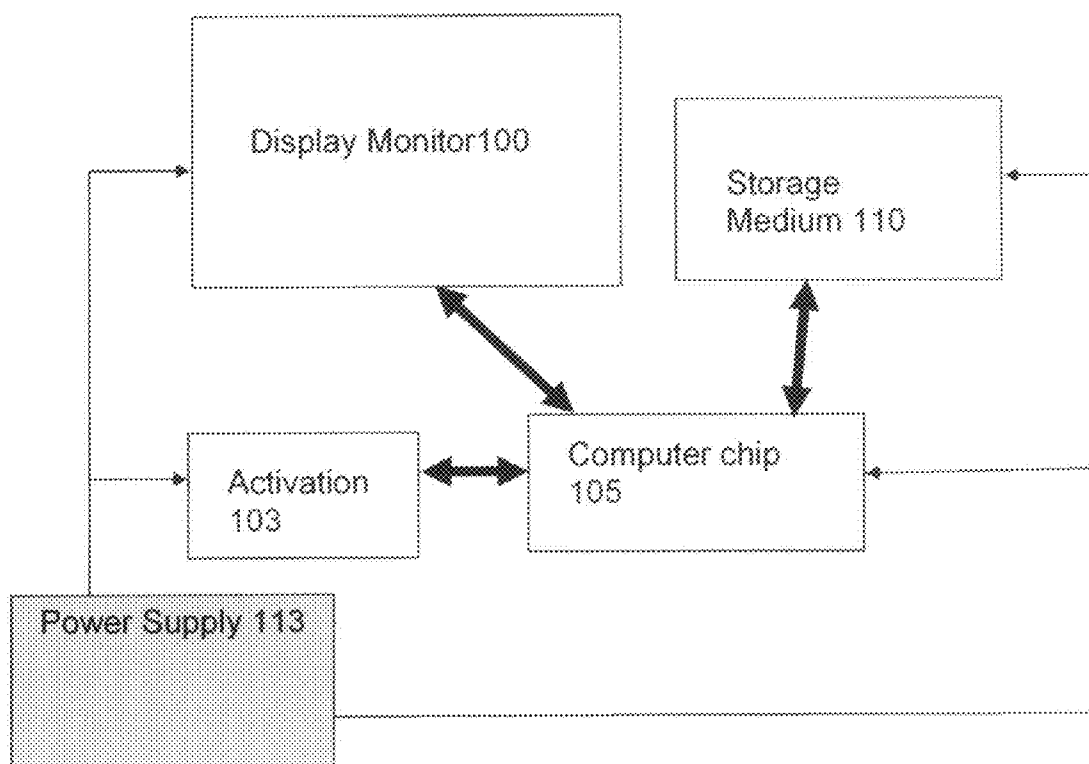 Display Monitor100
Storage
Medium 110
Computer chip
105
Activation
103
Power Supply 113